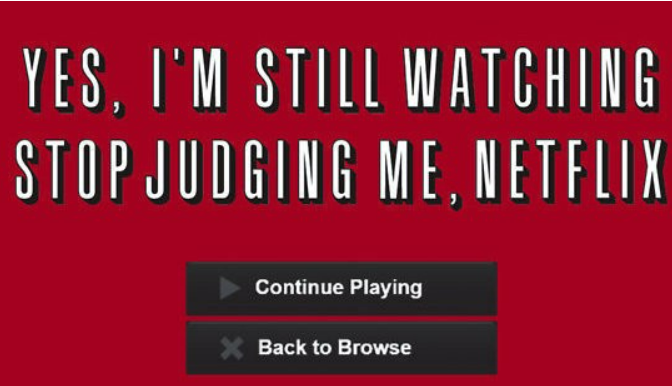 YES, I'M STILL WATCHING
STOP JUDGING ME, NETFLIX
Continue Playing
Back to Browse